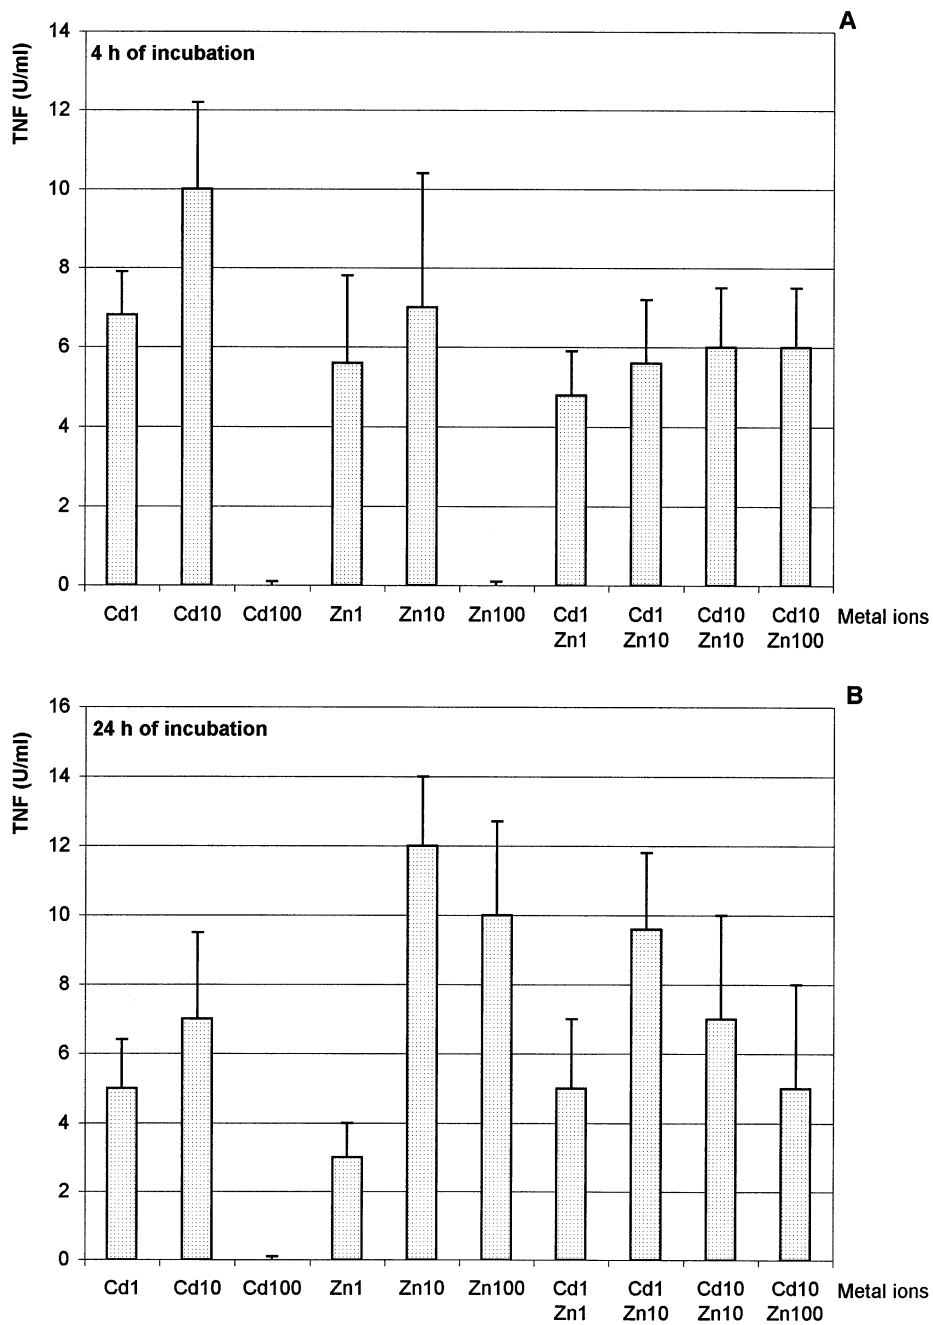 A
TNF (U/ml)
4 h of incubation
14
12
10
8
6
4
2
0
Cd1 Cd10 Cd100 Zn1 Zn10 Zn100 Cd1 Cd1 Cd10 Cd10 Metal ions
Zn1 Zn10 Zn10 Zn100
B
TNF (U/ml)
24 h of incubation
16
14
12
10
8
6
4
2
0
Cd1 Cd10 Cd100 Zn1 Zn10 Zn100 Cd1 Cd1 Cd10 Cd10 Metal ions
Zn1 Zn10 Zn10 Zn100